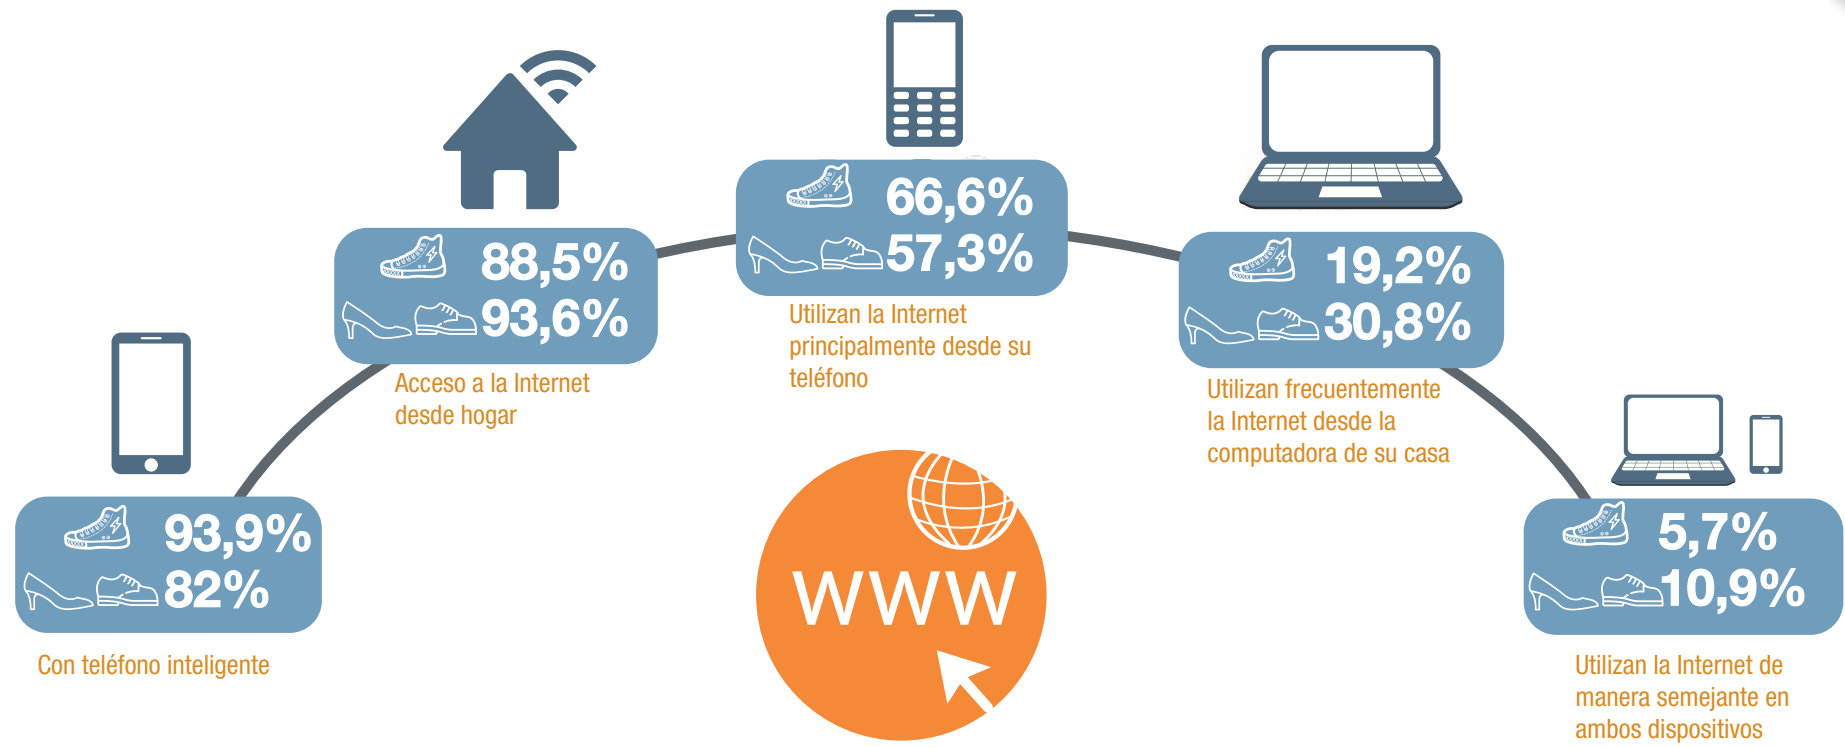 93,9%
82%
Con teléfono inteligente
88,5%
93,6%
Acceso a la Internet
desde hogar
66,6%
57,3%
Utilizan la Internet
principalmente desde su
teléfono
19,2%
30,8%
Utilizan frecuentemente
la Internet desde la
computadora de su casa
5,7%
10,9%
Utilizan la Internet de
manera semejante en
ambos dispositivos
WWW